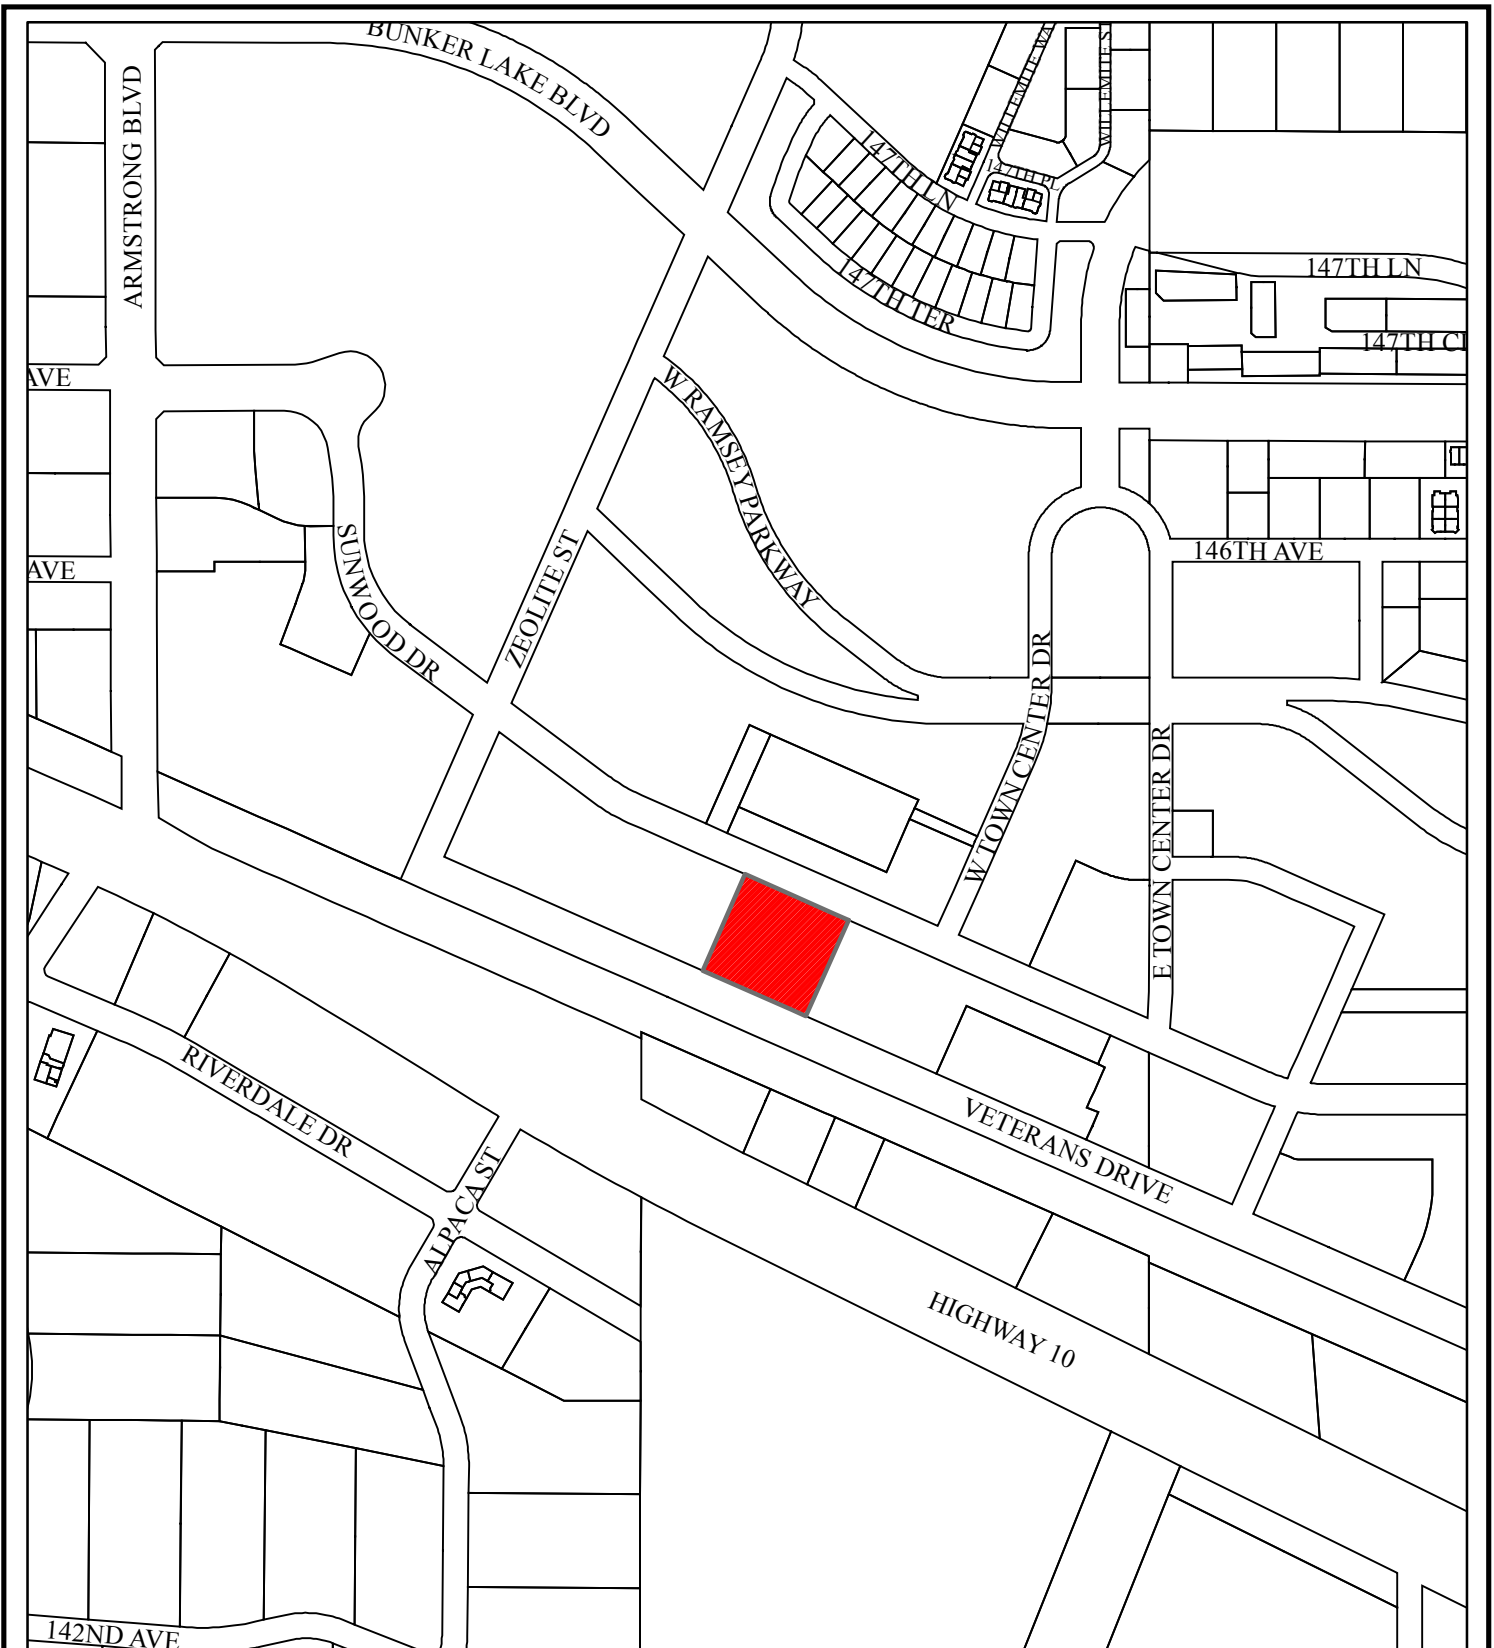 BUNKER LAKE BLVD
ARMSTRONG BLVD
147TH LN
147TH PL
147TH TER
147TH LN
AVE
W RAMSEY PARKWAY
SUNWOOD DR
ZEOLITE ST
146TH AVE
AVE
W TOWN CENTER DR
E TOWN CENTER DR
RIVERDALE DR
VETERANS DRIVE
ALPACA ST
HIGHWAY 10
142ND AVE